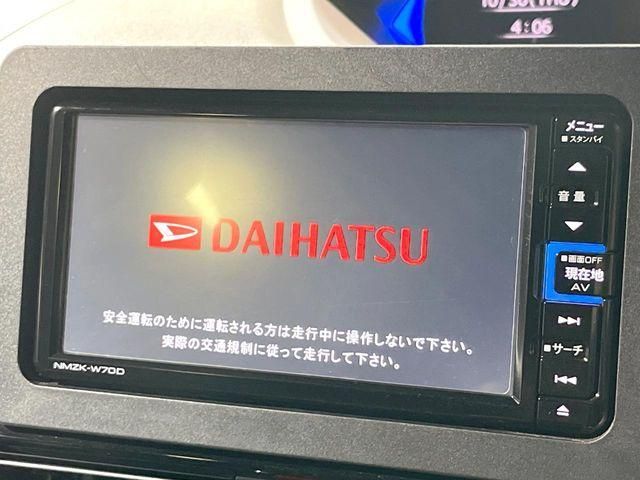 4:06
メニュー
■スタンバイ
音量
DAIHATSU
■画面OFF
現在地
AV
安全運転のために運転される方は走行中に操作しないで下さい。
実際の交通規制に従って走行して下さい。
■サーチ
NMZK-W70D